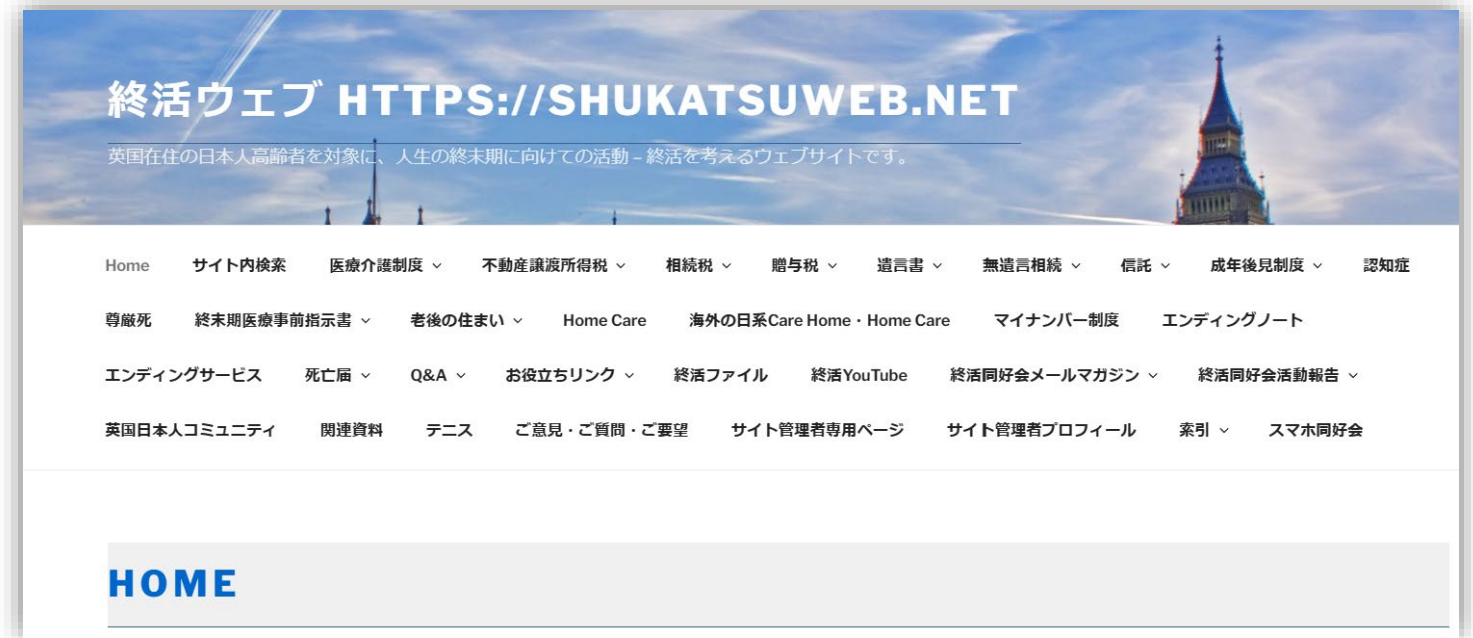 終活ウェブ HTTPS://SHUKATSUWEB.NET
英国在住の日本人高齢者を対象に、人生の終末期に向けての活動 – 終活を考えるウェブサイトです。
Home サイト内検索 医療介護制度 不動産譲渡所得税 相続税 贈与税 遺言書 無遺言相続 信託 成年後見制度 認知症
尊厳死 終末期医療事前指示書 老後の住まい Home Care 海外の日系Care Home・Home Care マイナンバー制度 エンディングノート
エンディングサービス 死亡届 Q&A お役立ちリンク 終活ファイル 終活YouTube 終活同好会メールマガジン 終活同好会活動報告
英国日本人コミュニティ 関連資料 テニス ご意見・ご質問・ご要望 サイト管理者専用ページ サイト管理者プロフィール 索引 スマホ同好会
HOME